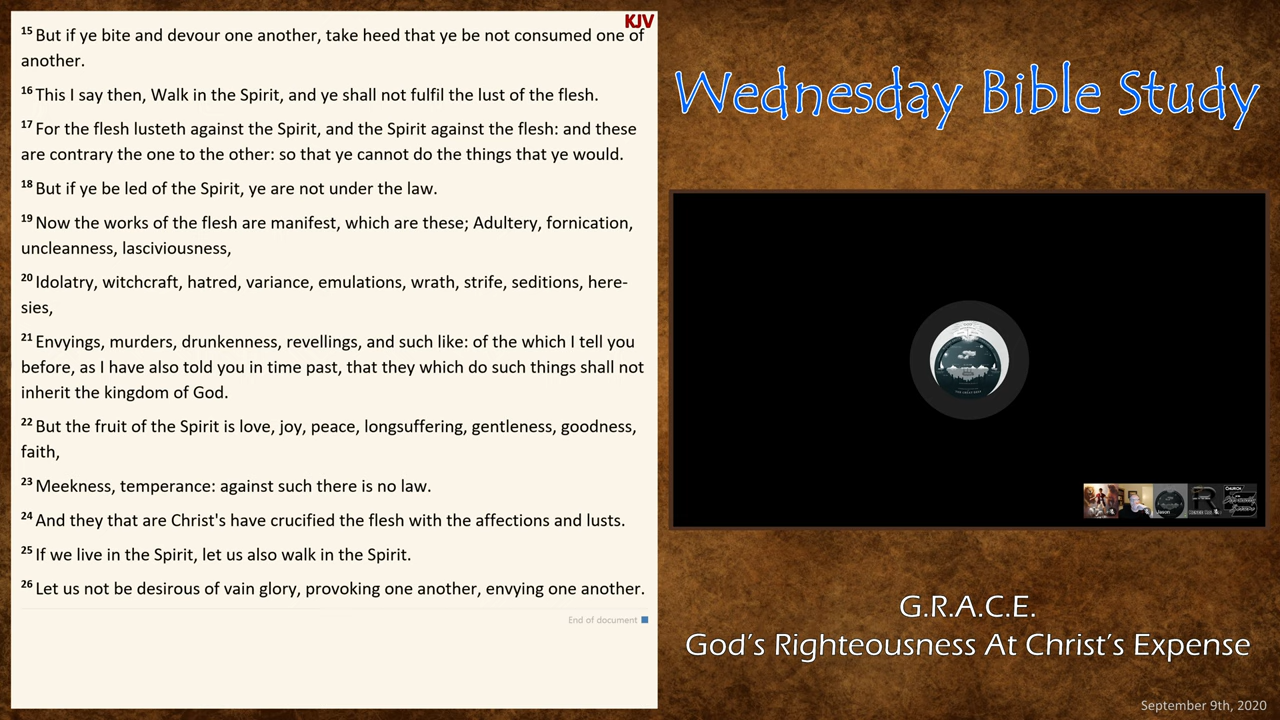 KJV
15 But if ye bite and devour one another, take heed that ye be not consumed one of
another.
16 This I say then, Walk in the Spirit, and ye shall not fulfil the lust of the flesh.
17 For the flesh lusteth against the Spirit, and the Spirit against the flesh: and these
are contrary the one to the other: so that ye cannot do the things that ye would.
18 But if ye be led of the Spirit, ye are not under the law.
19 Now the works of the flesh are manifest, which are these; Adultery, fornication,
uncleanness, lasciviousness,
20 Idolatry, witchcraft, hatred, variance, emulations, wrath, strife, seditions, here-
sies,
21 Envyings, murders, drunkenness, revellings, and such like: of the which I tell you
before, as I have also told you in time past, that they which do such things shall not
inherit the kingdom of God.
22 But the fruit of the Spirit is love, joy, peace, longsuffering, gentleness, goodness,
faith,
23 Meekness, temperance: against such there is no law.
24 And they that are Christ's have crucified the flesh with the affections and lusts.
25 If we live in the Spirit, let us also walk in the Spirit.
26 Let us not be desirous of vain glory, provoking one another, envying one another.
End of document
Wednesday Bible Study
Jason
CHURCH
G.R.A.C.E.
God's Righteousness At Christ's Expense
September 9th, 2020